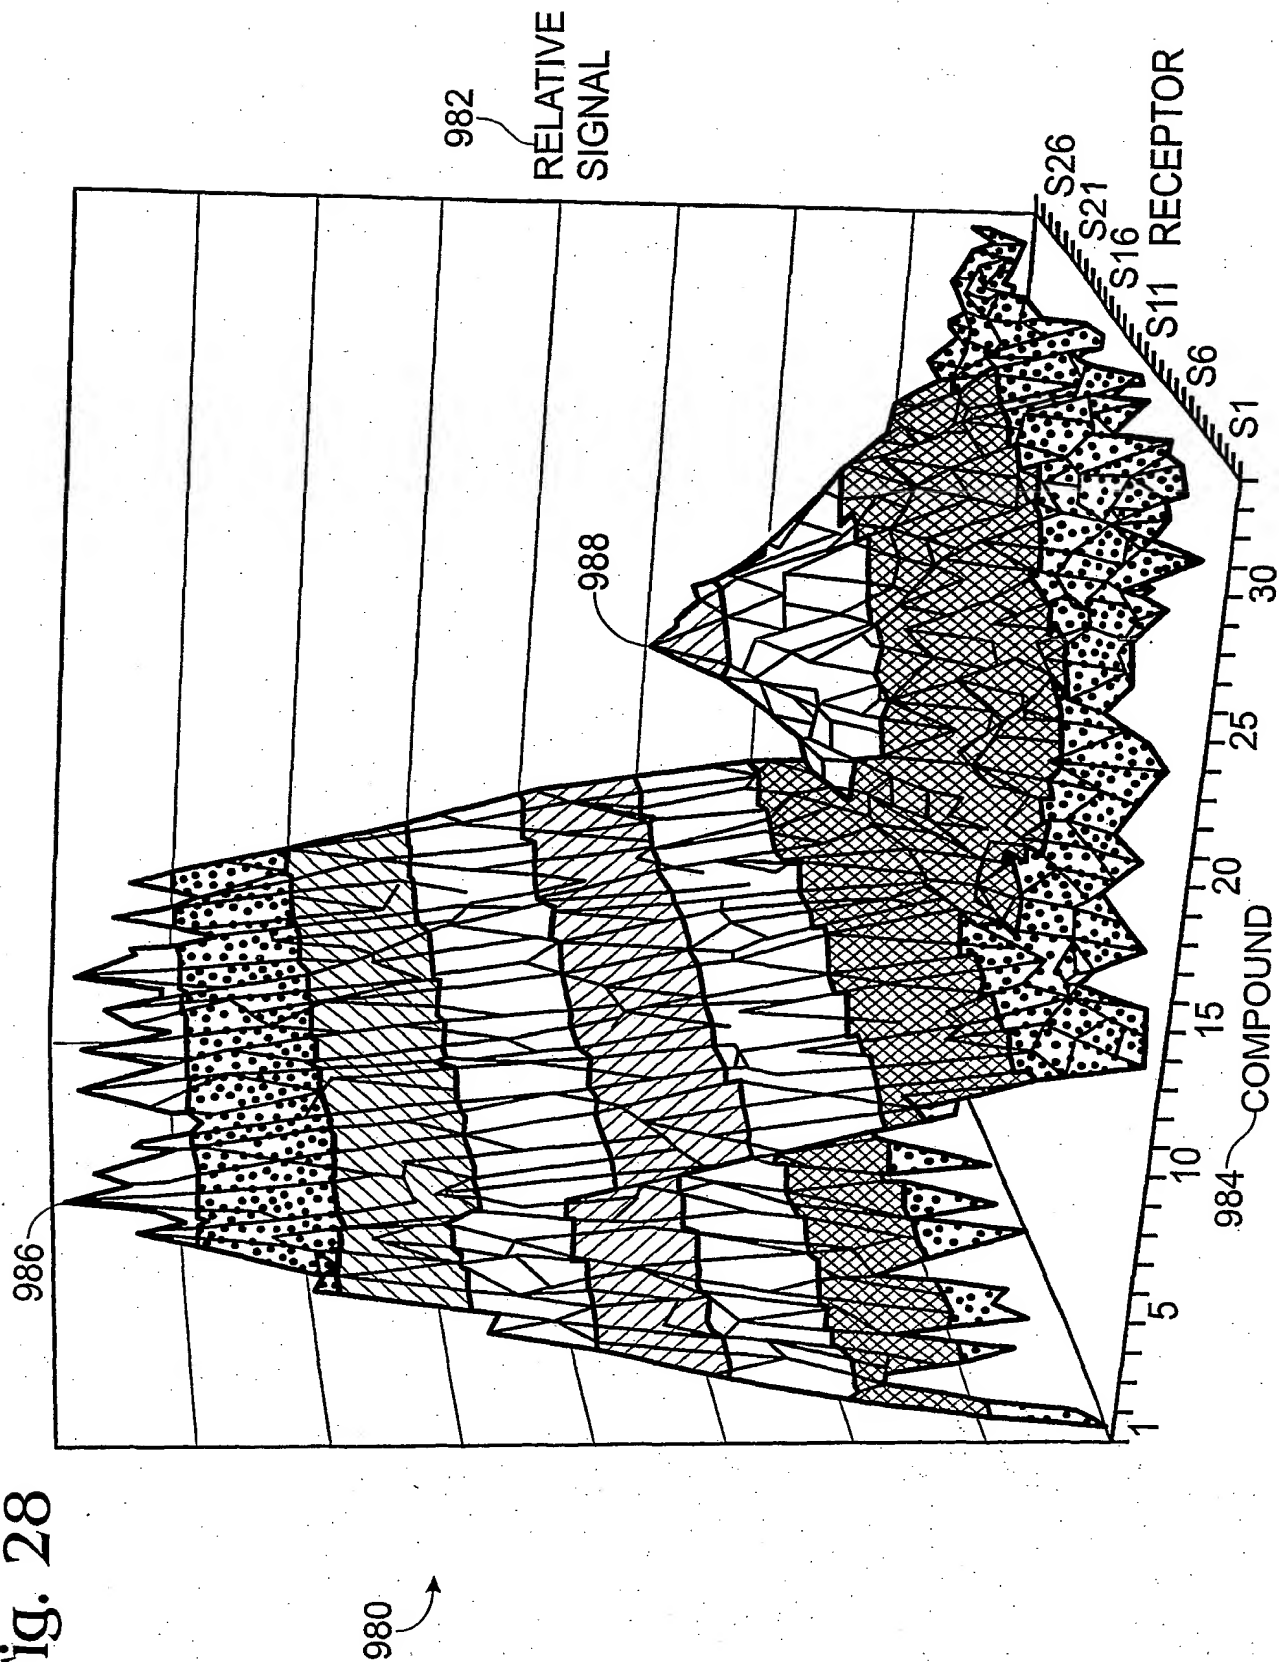 Fig. 28
980
986
988
982
RELATIVE
SIGNAL
S26
S21
S16
S11
S6
S1
RECEPTOR
1
5
10
15
20
25
30
984
COMPOUND